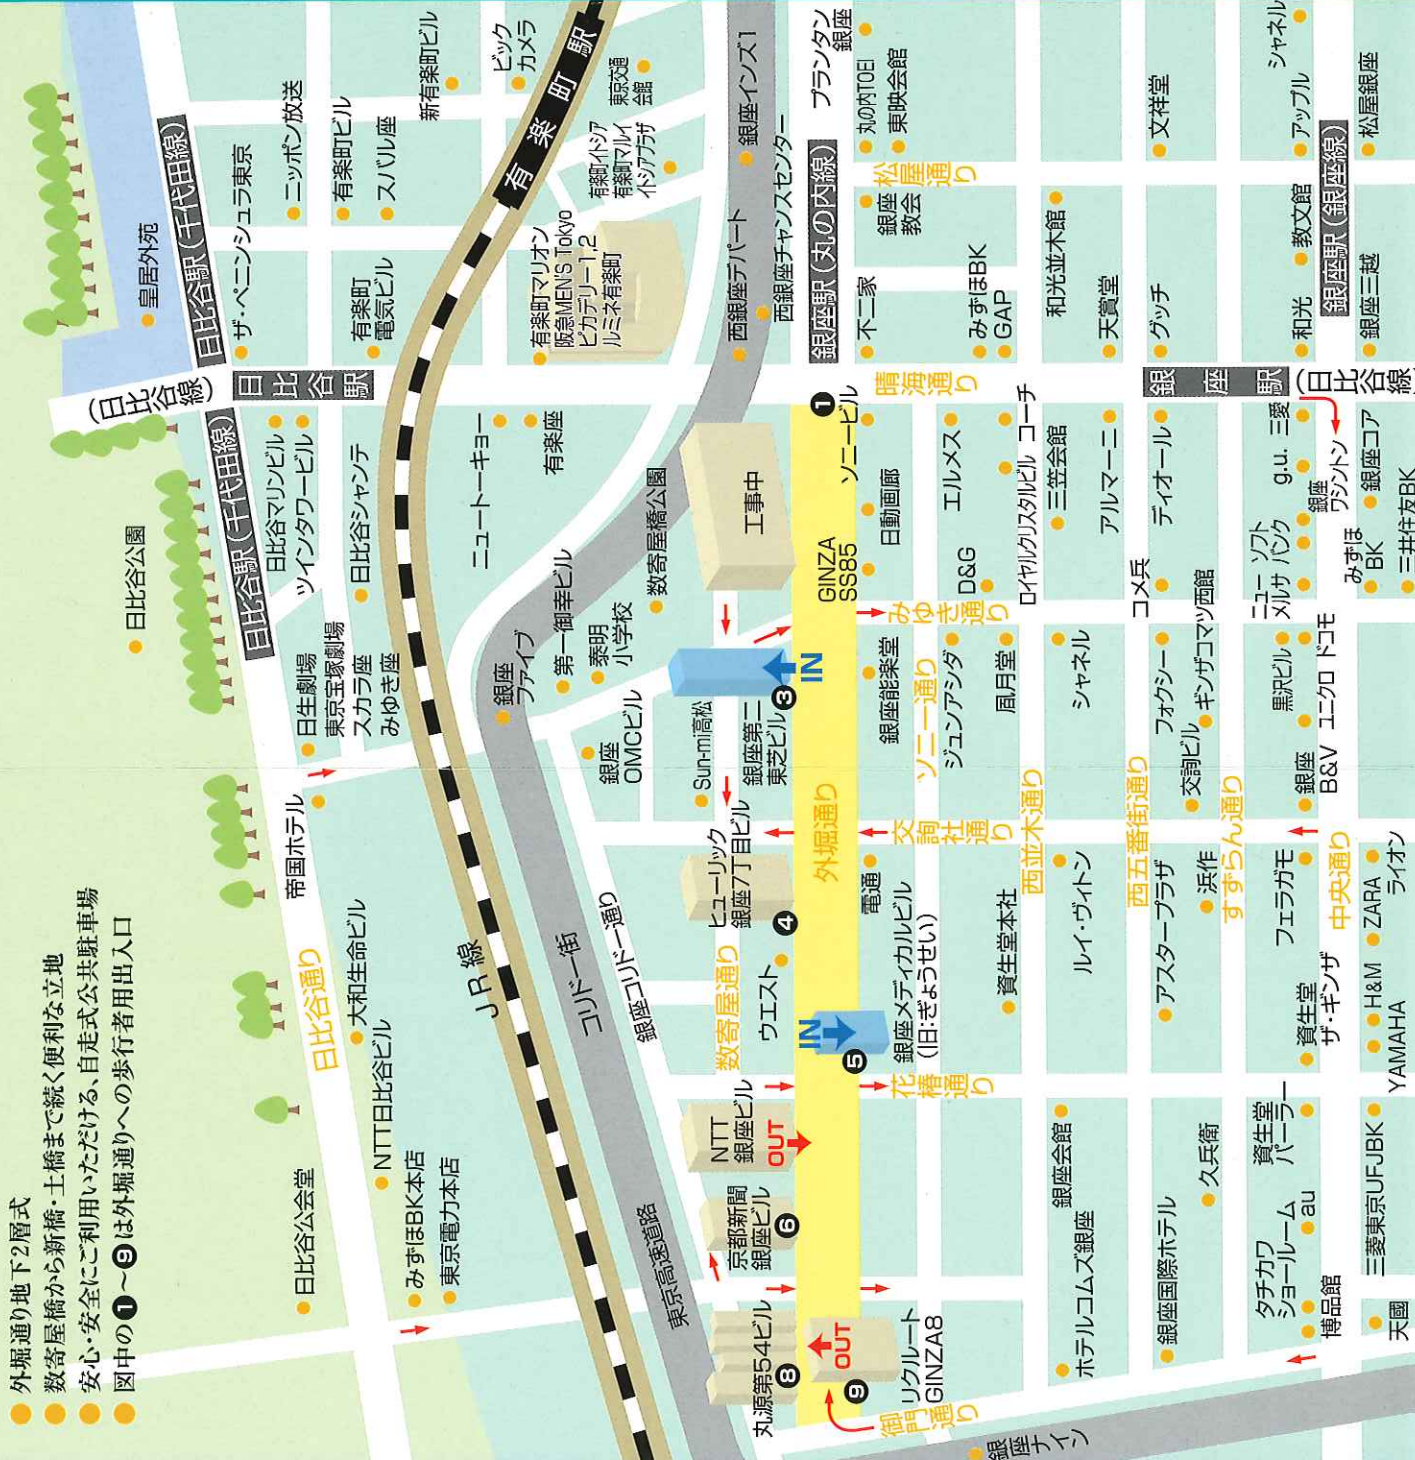 外堀通り地下2層式
数寄屋橋から新橋・土橋まで続く便利な立地
安心・安全にご利用いただける、自走式公共駐車場
図中の❶〜❾は外堀通りへの歩行者用出入口
日比谷公会堂
NTT日比谷ビル
みずほBK本店
東京電力本店
大和生命ビル
日比谷通り
帝国ホテル
日生劇場
東京宝塚劇場
スカラ座
みゆき座
日比谷公園
日比谷駅(千代田線)
日比谷マリンビル
ツインタワービル
日比谷シャンテ
(日比谷線)
日比谷駅
皇居外苑
日比谷駅(千代田線)
ザ・ペニンシュラ東京
ニッポン放送
有楽町ビル
スバル座
有楽町
電気ビル
新有楽町ビル
ビック
カメラ
有楽町駅
東京交通
会館
有楽町イトシア
有楽町マルイ
イトシアプラザ
有楽町マリオン
阪急MEN'S Tokyo
ピカデリー1,2
ルミネ有楽町
JR線
コリドー街
銀座コリドー通り
東京高速道路
ニュートーキョー
有楽座
銀座
ファイブ
第一御幸ビル
泰明
小学校
数寄屋橋公園
銀座
OMCビル
Sun-mi高松
銀座第二
東芝ビル
❸
IN
工事中
西銀座デパート
銀座インズ1
西銀座チャンスセンター
プランタン
銀座
銀座駅(丸の内線)
丸の内TOEI
東映会館
松屋通り
銀座
教会
不二家
みずほBK
GAP
和光並木館
天賞堂
文祥堂
グッチ
シャネル
アップル
教文館
和光
銀座駅(銀座線)
松屋銀座
銀座三越
晴海通り
銀座駅
(日比谷線)
❶
ソニービル
GINZA
SS85
日動画廊
エルメス
D&G
ロイヤルクリスタルビル
コーチ
三笠会館
アルマーニ
ディオール
コメ兵
ギンザコマツ西館
ニュー
メルサ
ソフト
バンク
g.u.
三愛
銀座
ワシントン
みずほ
BK
銀座コア
三井住友BK
みゆき通り
外堀通り
銀座能楽堂
ソニー通り
ジュンアシダ
凮月堂
シャネル
フォクシー
交詢ビル
黒沢ビル
銀座
B&V
ユニクロ
ドコモ
交詢社通り
西並木通り
西五番街通り
すずらん通り
中央通り
ヒューリック
銀座7丁目ビル
❹
数寄屋通り
ウエスト
電通
IN
❺
銀座メディカルビル
(旧:ぎょうせい)
資生堂本社
ルイ・ヴィトン
アスタープラザ
浜作
フェラガモ
資生堂
ザ・ギンザ
YAMAHA
H&M
ZARA
ライオン
花椿通り
NTT
銀座ビル
OUT
京都新聞
銀座ビル
❻
丸源第54ビル
❽
OUT
❾
リクルート
GINZA8
御門通り
銀座ナイン
銀座会館
ホテルコムズ銀座
銀座国際ホテル
久兵衛
資生堂
パーラー
タチカワ
ショールーム
au
博品館
三菱東京UFJBK
天國